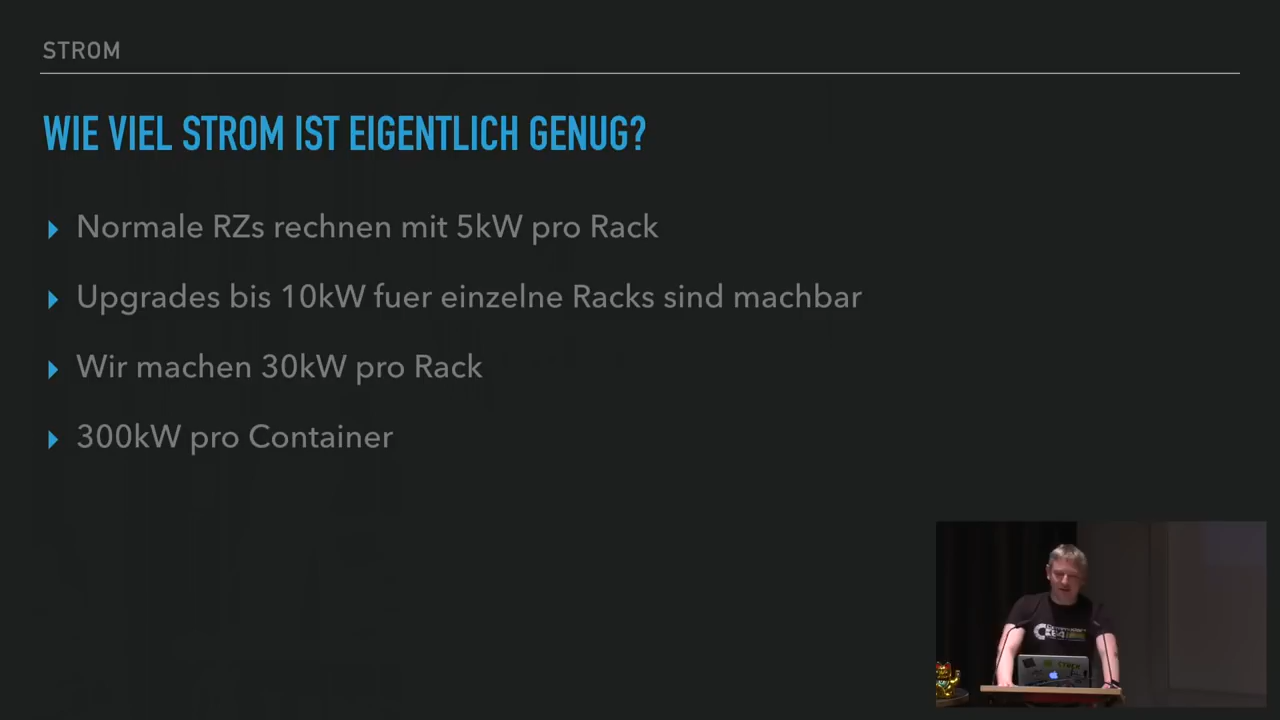 STROM
WIE VIEL STROM IST EIGENTLICH GENUG?
Normale RZs rechnen mit 5kW pro Rack
Upgrades bis 10kW fuer einzelne Racks sind machbar
Wir machen 30kW pro Rack
300kW pro Container